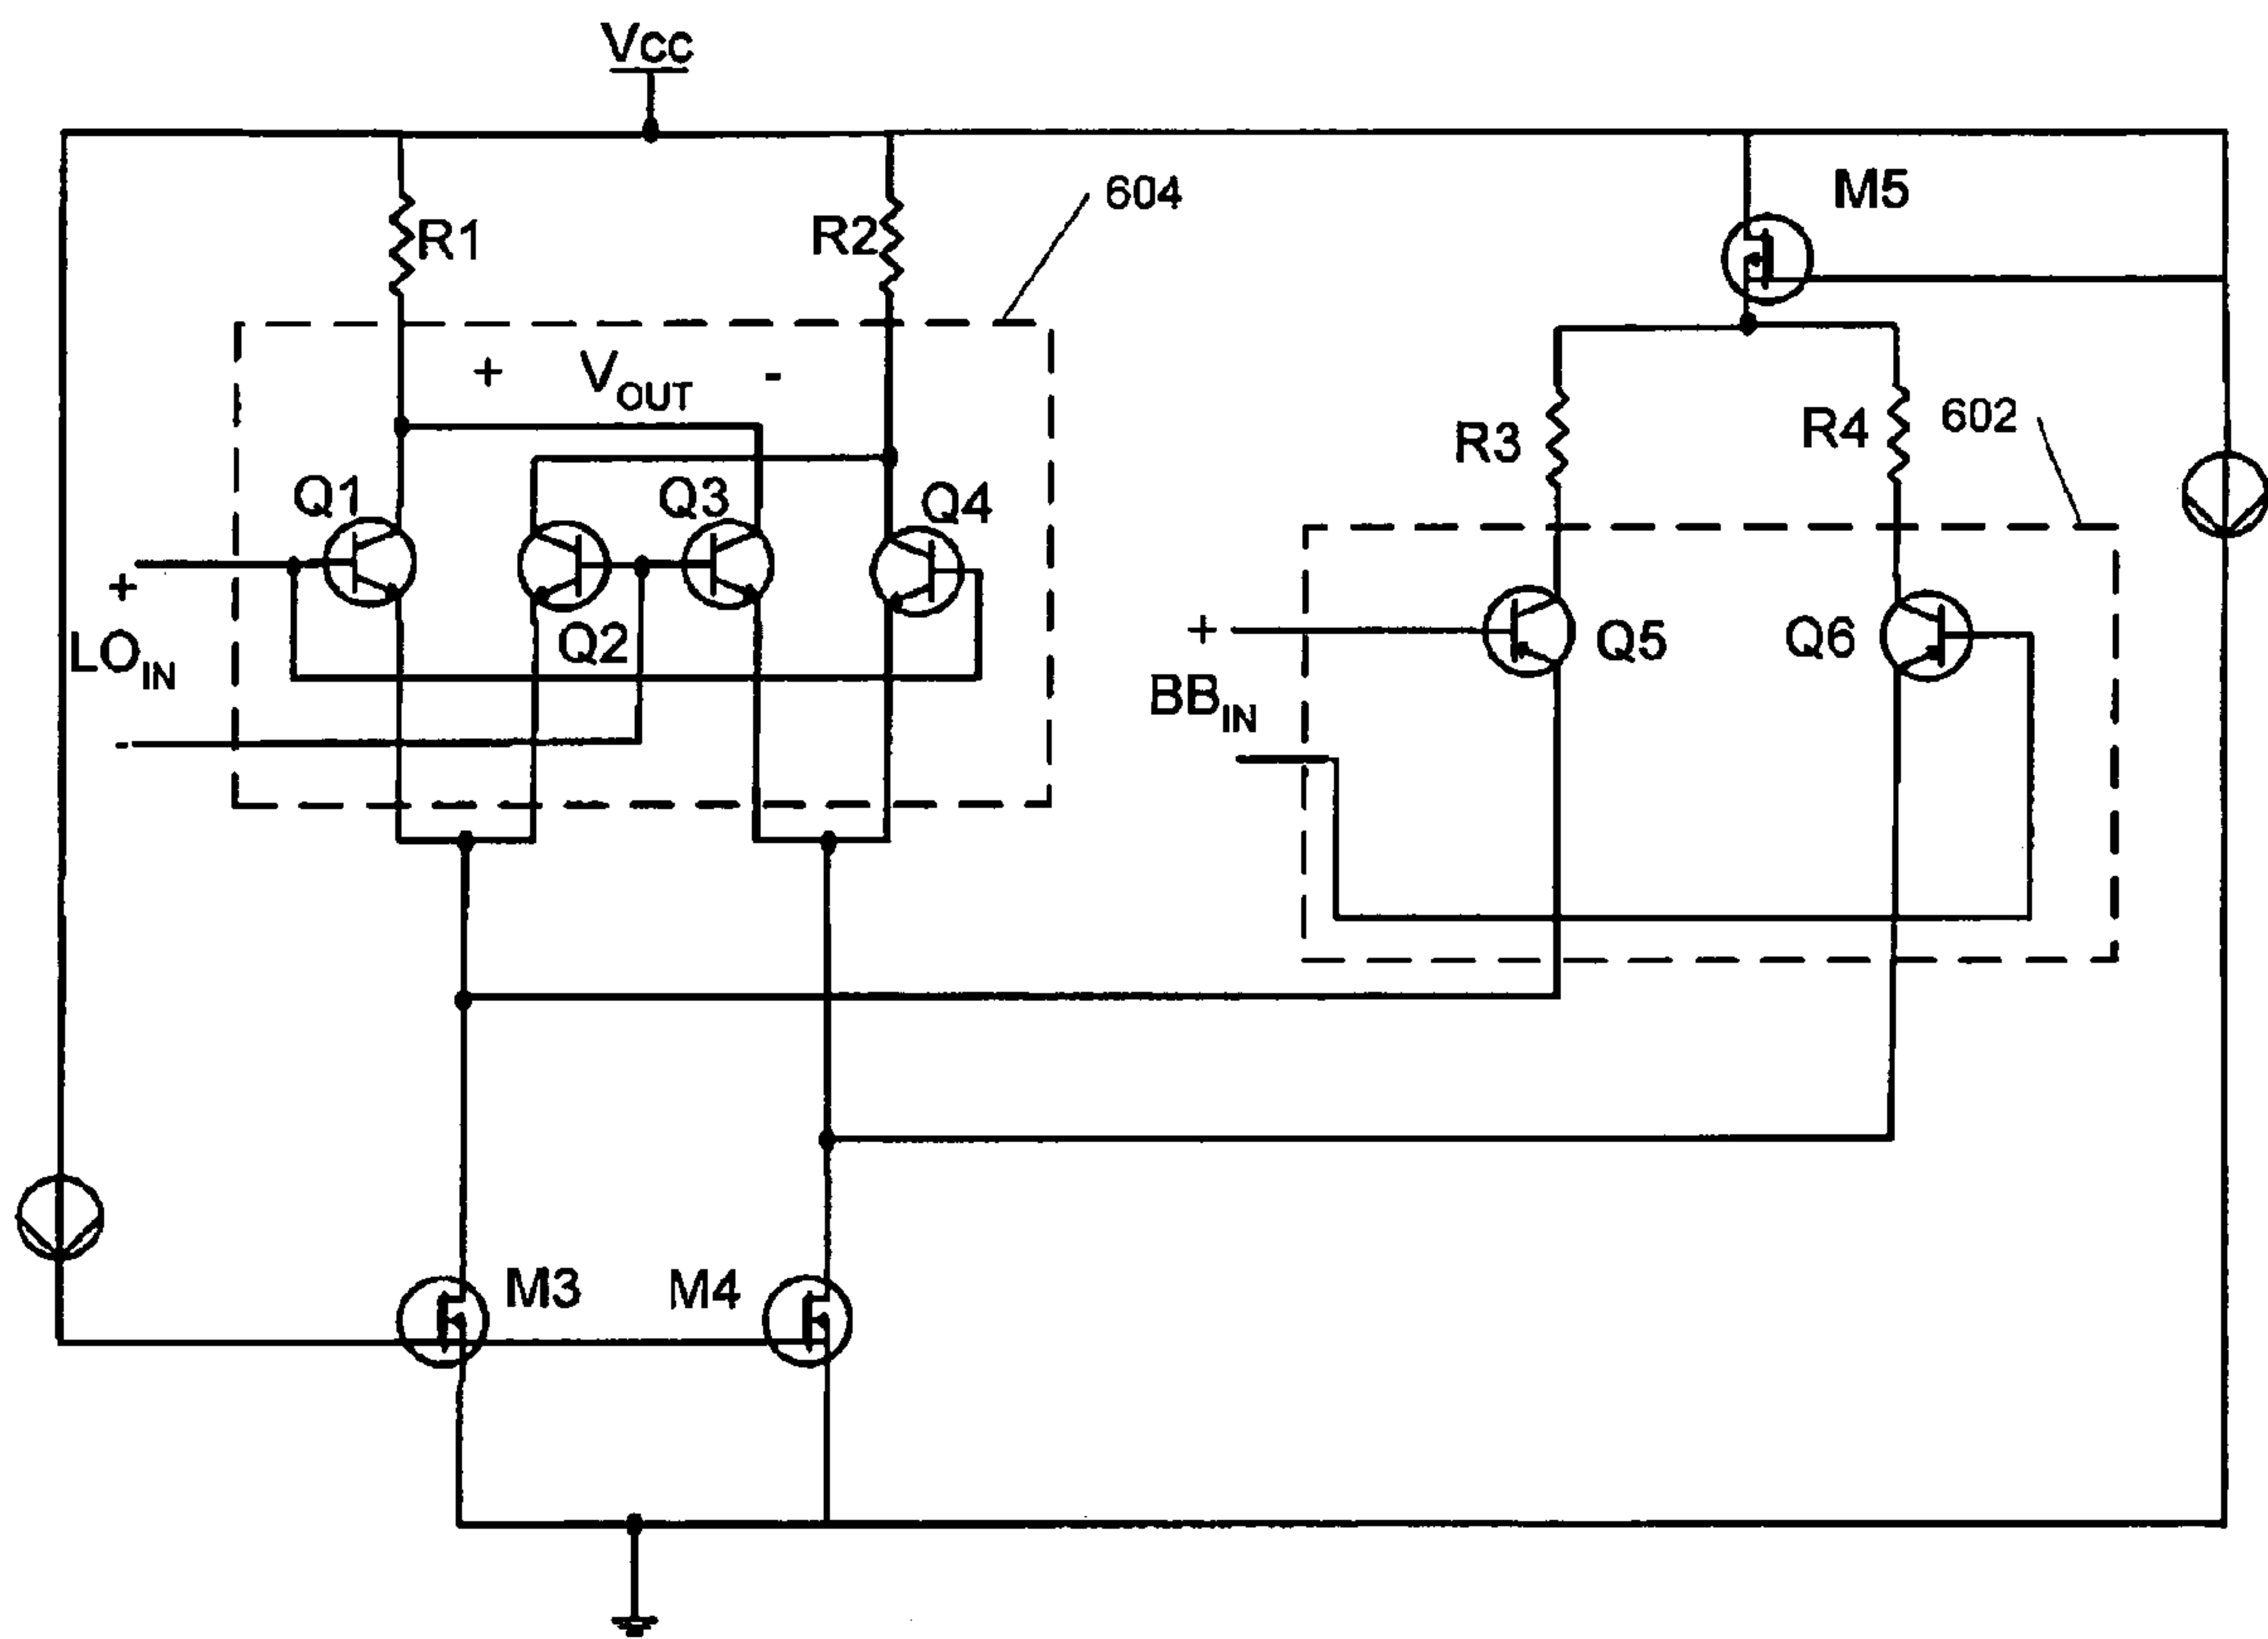 Vcc
604
M5
R1
R2
+ VOUT -
R3
R4
602
Q1
Q3
Q4
+
Q2
LOIN
-
+
Q5
Q6
BBIN
M3
M4